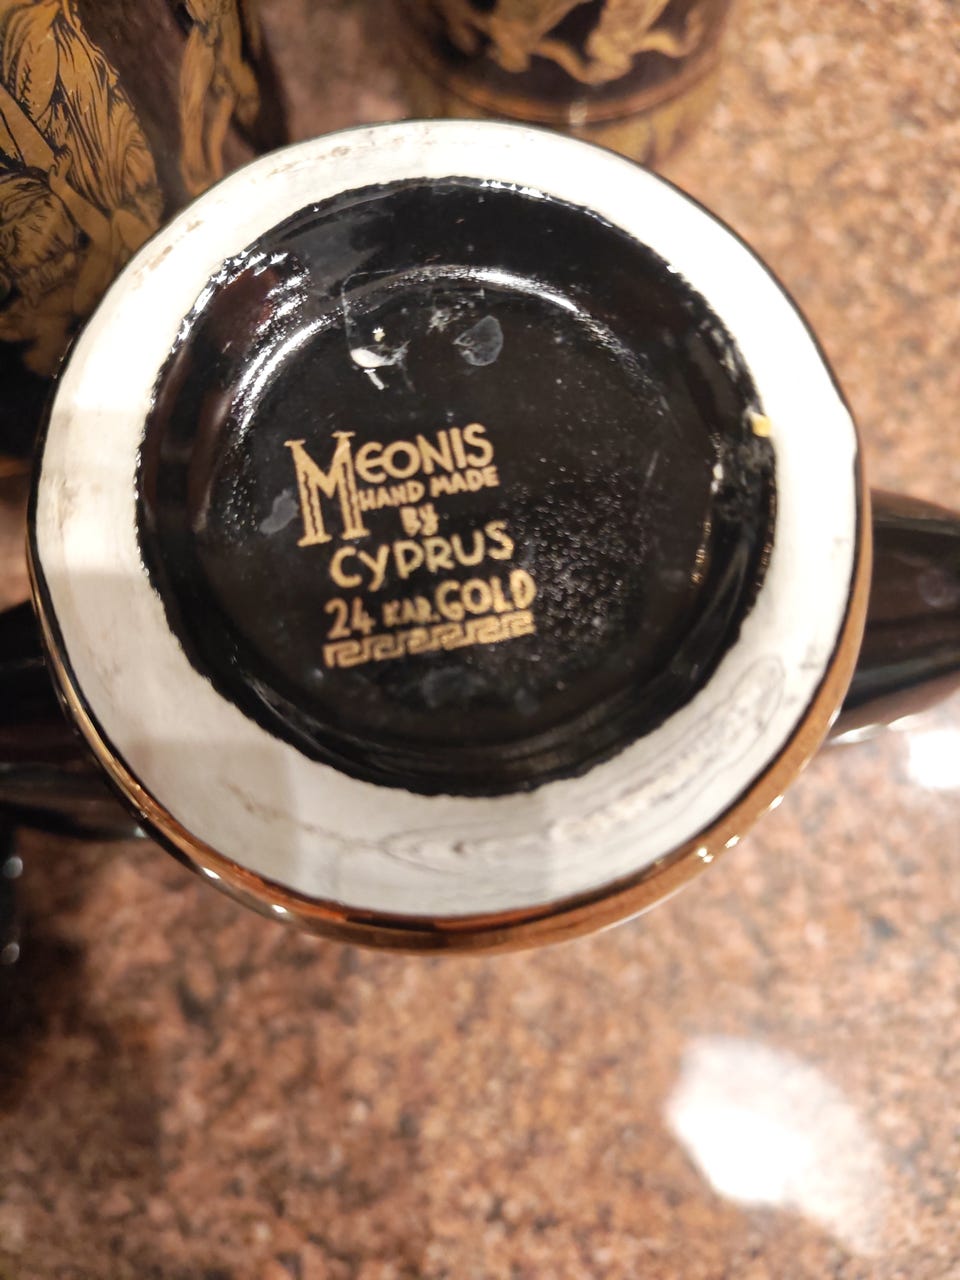 MEONIS
HAND MADE
By
CyPRUS
24 KAR. GOLD